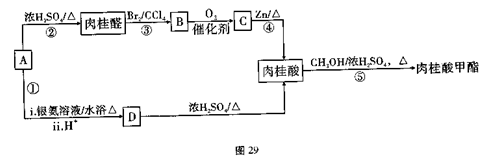 浓H₂SO₄/△
②
肉桂醛
Br₂/CCl₄
③
B
O₂
催化剂
C
Zn/△
④
A
肉桂酸
CH₃OH/浓H₂SO₄，△
⑤
肉桂酸甲酯
①
i.银氨溶液/水浴△
ii.H⁺
D
浓H₂SO₄/△
图29